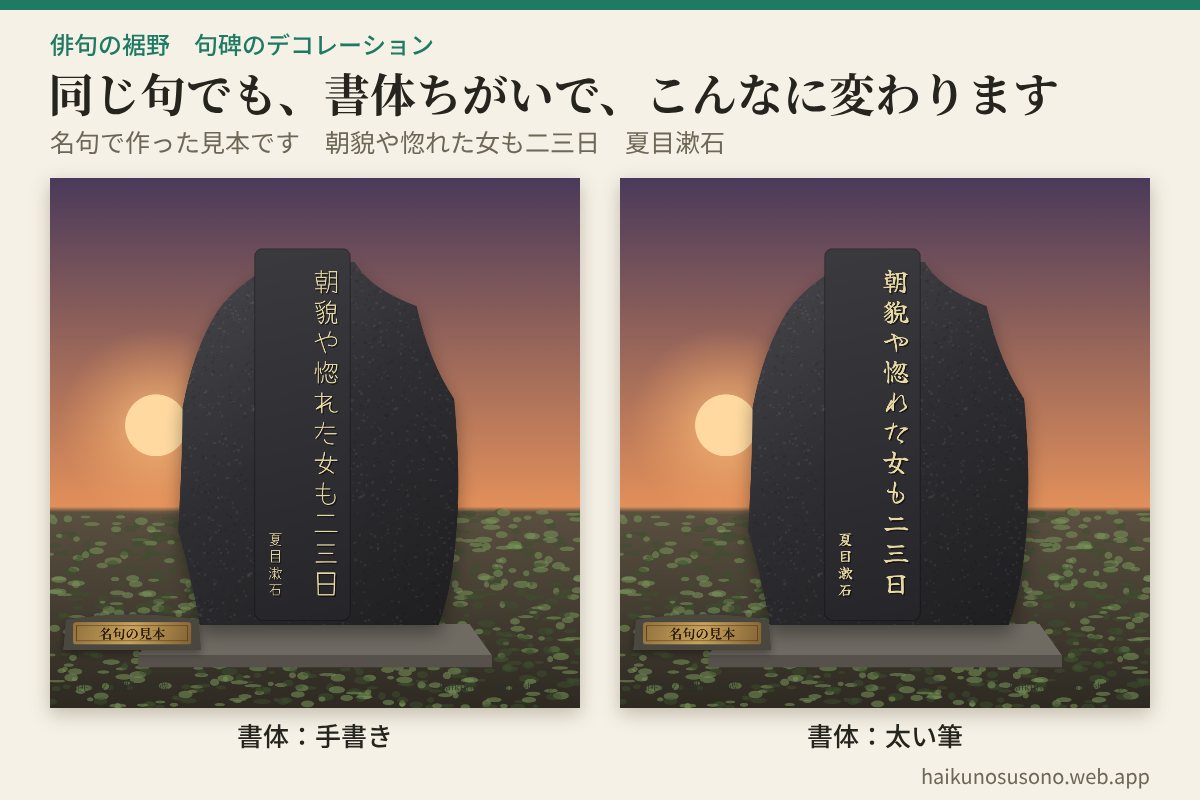 俳句の裾野　句碑のデコレーション
同じ句でも、書体ちがいで、こんなに変わります
名句で作った見本です　朝貌や惚れた女も二三日　夏目漱石
朝貌や惚れた女も二三日
夏目漱石
名句の見本
書体：手書き
朝貌や惚れた女も二三日
夏目漱石
名句の見本
書体：太い筆
haikunosusono.web.app